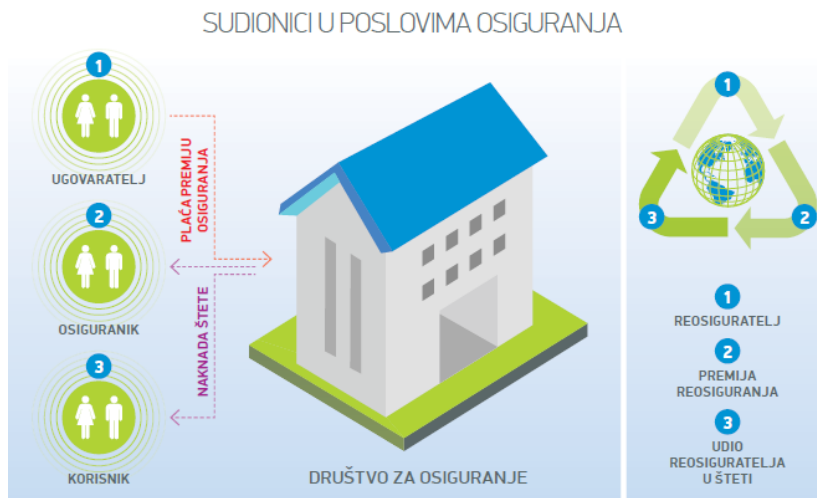 SUDIONICI U POSLOVIMA OSIGURANJA
1
UGOVARATELJ
2
OSIGURANIK
3
KORISNIK
PLAĆA PREMIJU
OSIGURANJA
NAKNADA ŠTETE
DRUŠTVO ZA OSIGURANJE
1
3
2
1
REOSIGURATELJ
2
PREMIJA
REOSIGURANJA
3
UDIO
REOSIGURATELJA
U ŠTETI